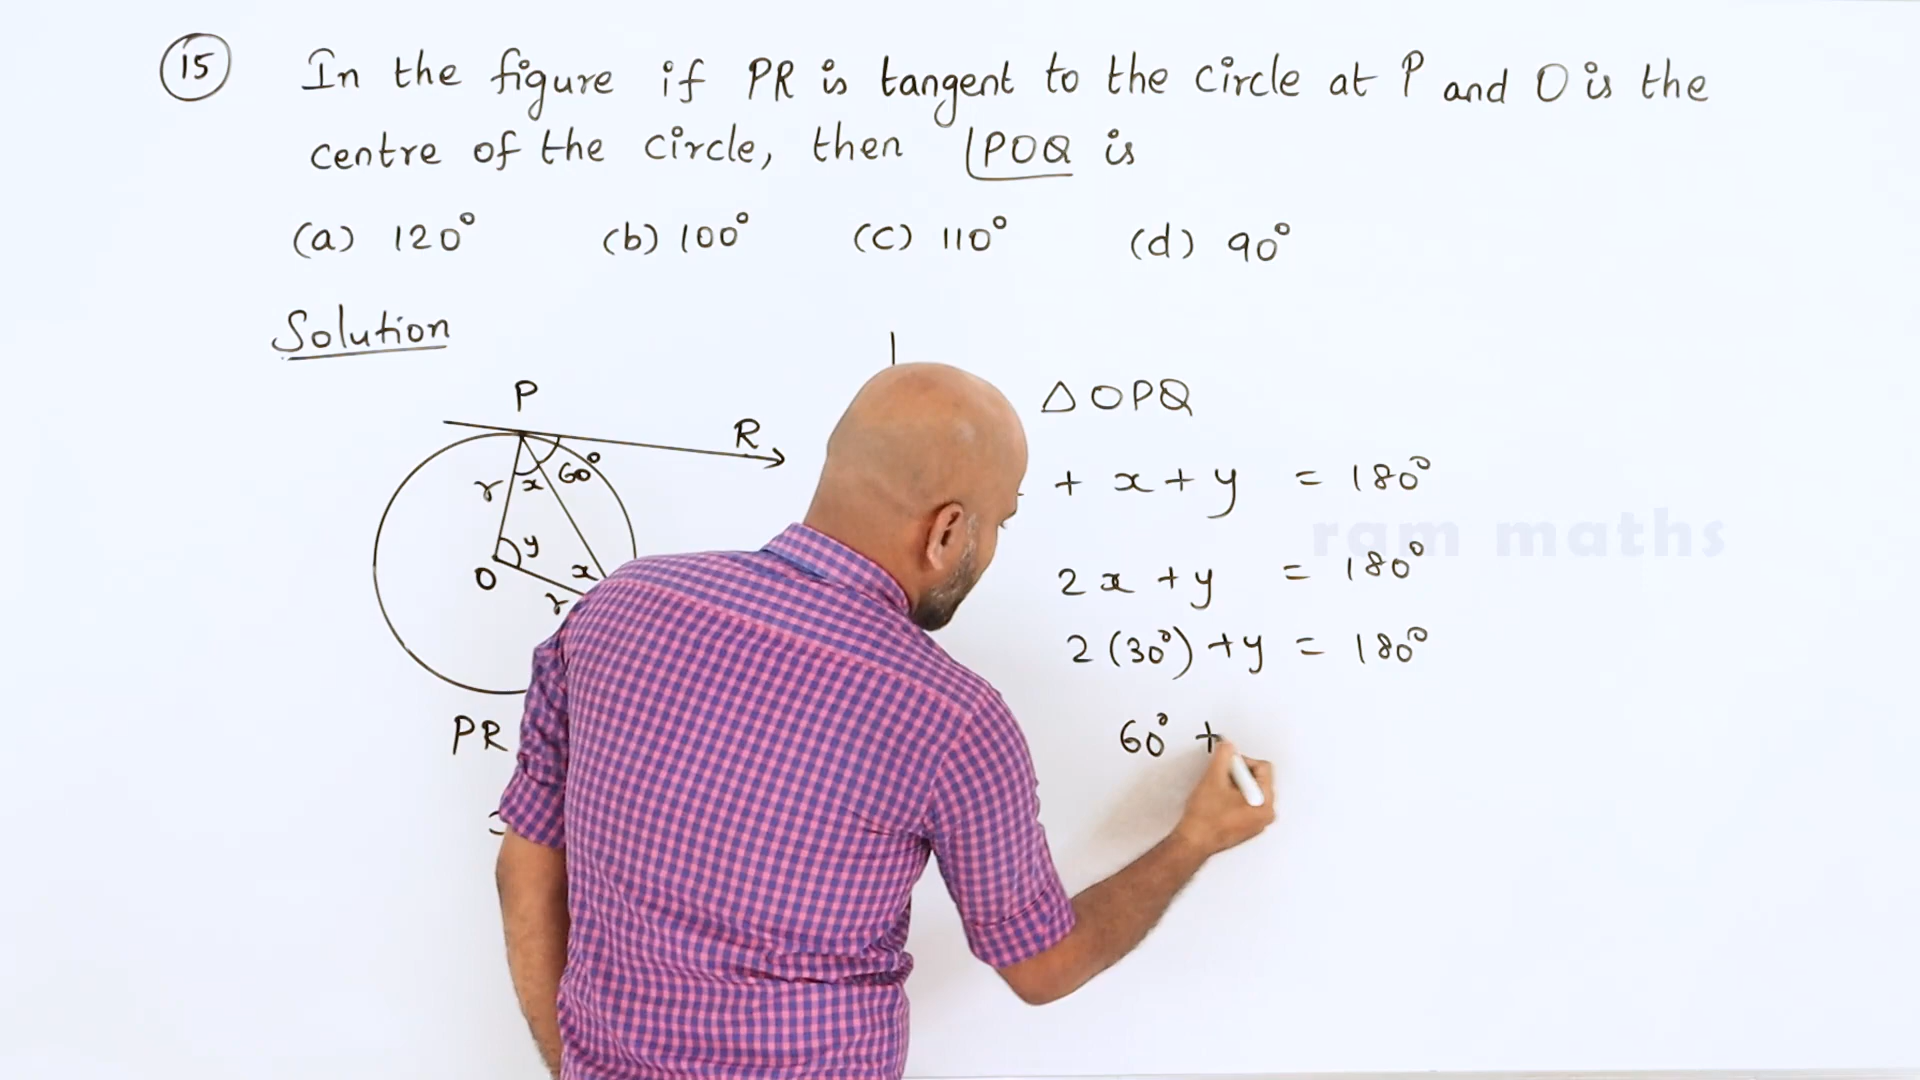 15 In the figure if PR is tangent to the circle at P and O is the
centre of the circle, then ∠POQ is
(a) 120° (b) 100° (c) 110° (d) 90°
Solution
P
R
r x 60°
y
O x
r
PR
△OPQ
+ x + y = 180°
ram maths
2x + y = 180°
2(30°) + y = 180°
60° +